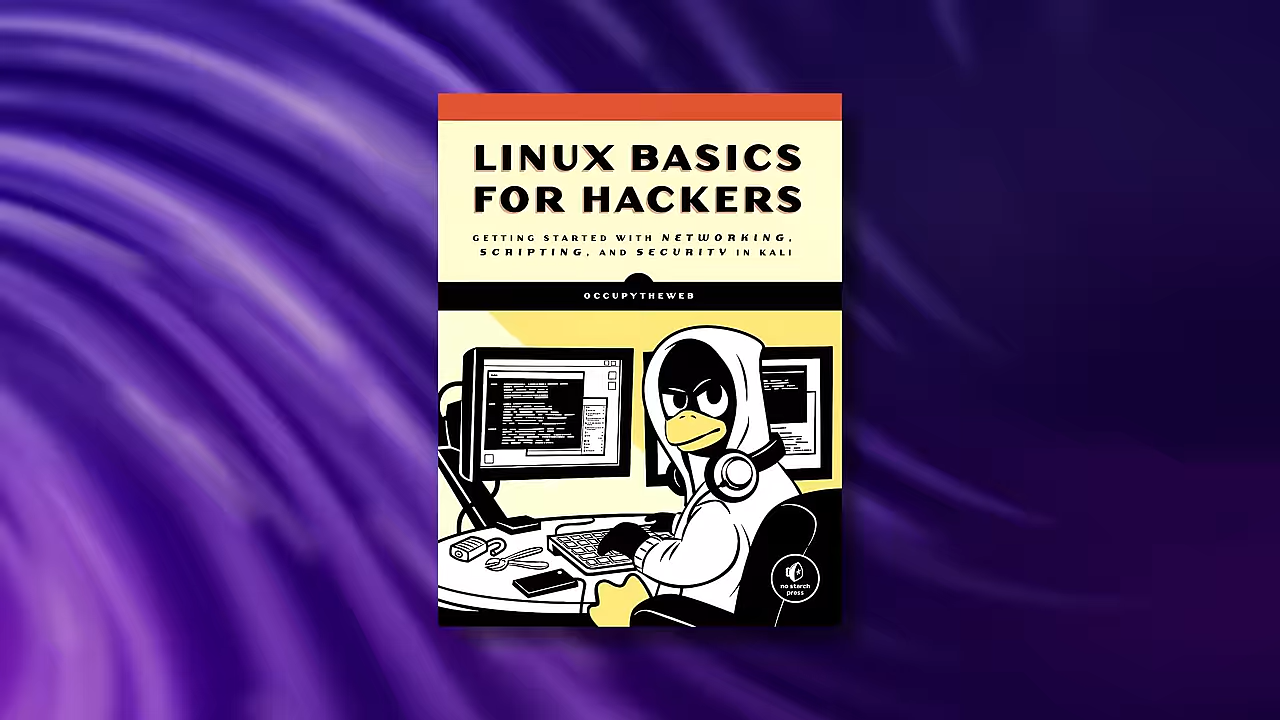 LINUX BASICS
FOR HACKERS
GETTING STARTED WITH NETWORKING,
SCRIPTING, AND SECURITY IN KALI
OCCUPYTHEWEB
no starch
press